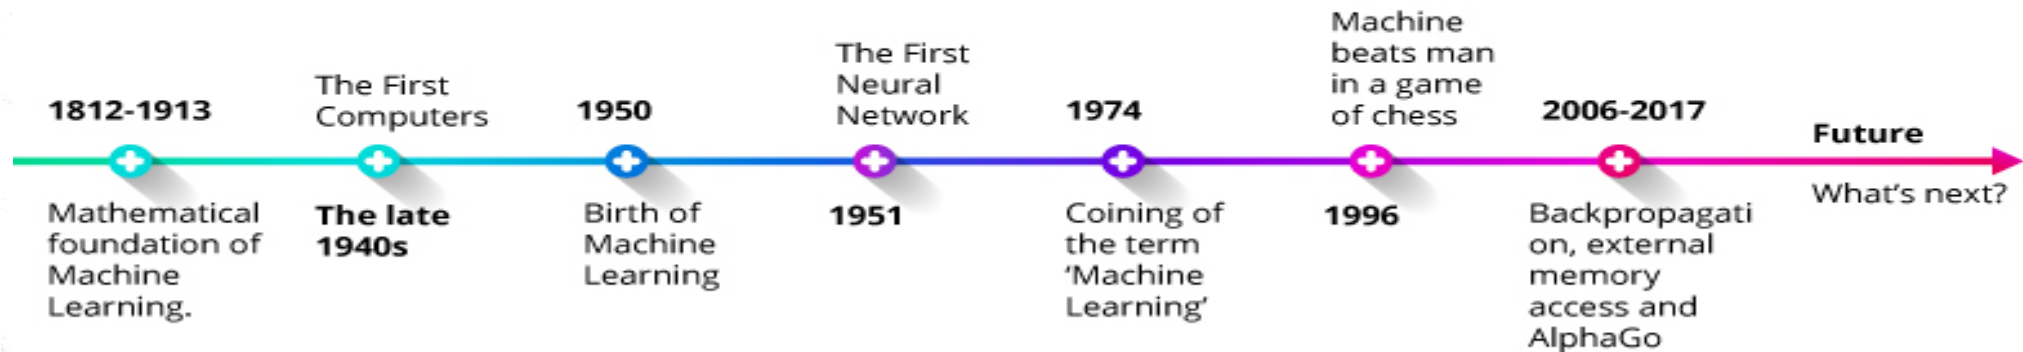 1812-1913
Mathematical
foundation of
Machine
Learning.
The First
Computers
The late
1940s
1950
Birth of
Machine
Learning
The First
Neural
Network
1951
1974
Coining of
the term
‘Machine
Learning’
Machine
beats man
in a game
of chess
1996
2006-2017
Backpropagati
on, external
memory
access and
AlphaGo
Future
What’s next?